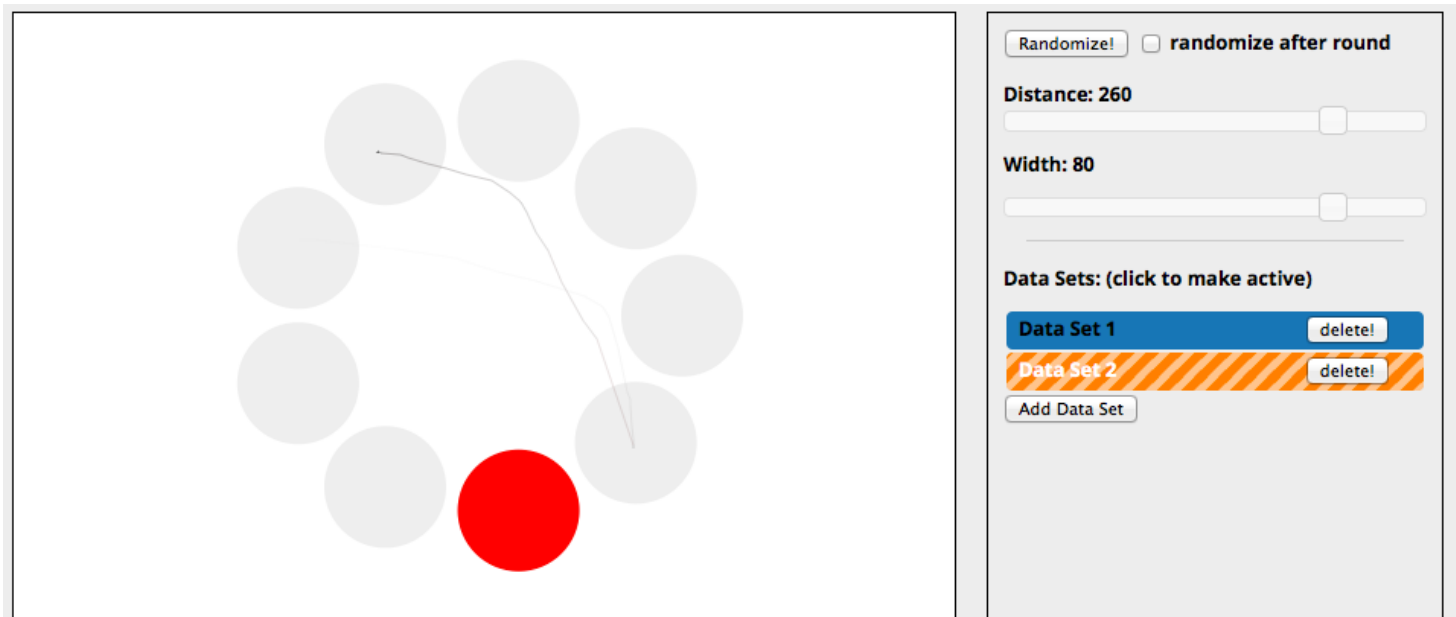 Randomize! randomize after round
Distance: 260
Width: 80
Data Sets: (click to make active)
Data Set 1 delete!
Data Set 2 delete!
Add Data Set